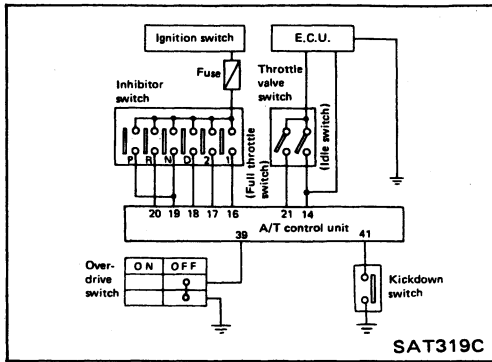 Ignition switch
E.C.U.
Fuse
Throttle
valve
switch
Inhibitor
switch
P R N D 2 1
(Full throttle
switch)
(Idle switch)
20 19 18 17 16 21 14
A/T control unit
39 41
Over-
drive
switch
ON OFF
Kickdown
switch
SAT319C